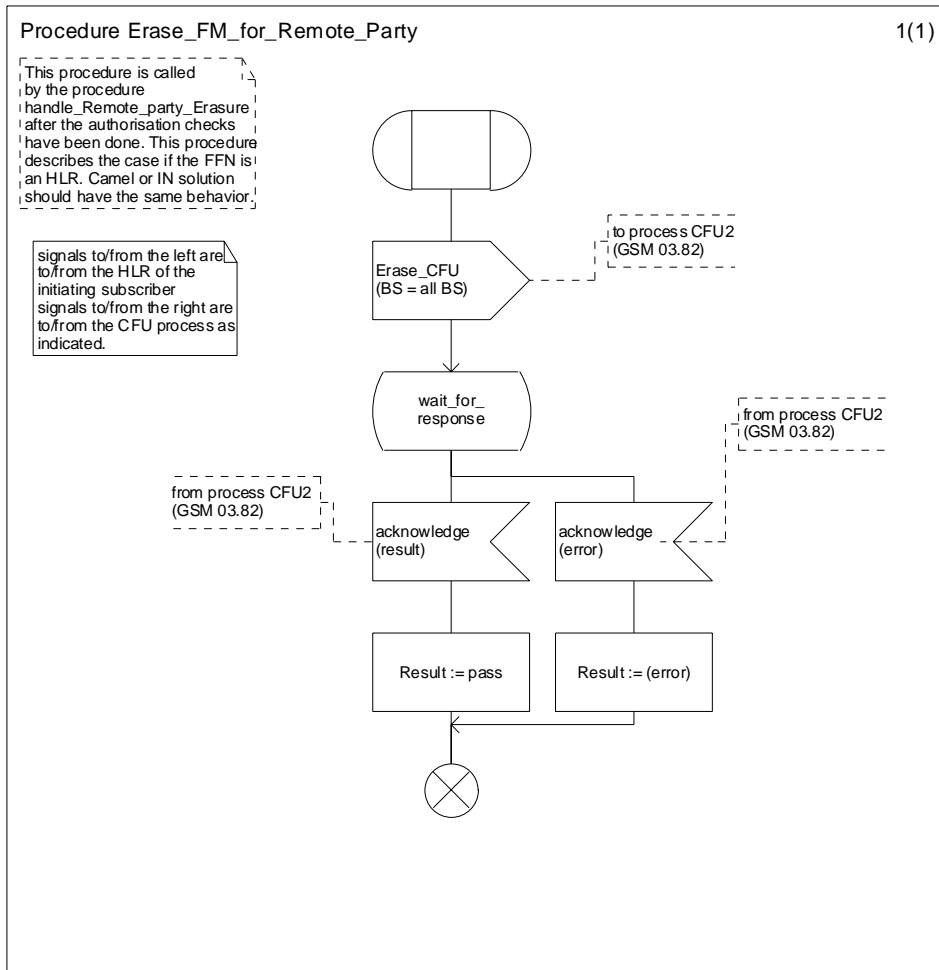 Procedure Erase_FM_for_Remote_Party
1(1)
This procedure is called
by the procedure
handle_Remote_party_Erasure
after the authorisation checks
have been done. This procedure
describes the case if the FFN is
an HLR. Camel or IN solution
should have the same behavior.
signals to/from the left are
to/from the HLR of the
initiating subscriber
signals to/from the right are
to/from the CFU process as
indicated.
to process CFU2
(GSM 03.82)
Erase_CFU
(BS = all BS)
wait_for_
response
from process CFU2
(GSM 03.82)
from process CFU2
(GSM 03.82)
acknowledge
(result)
acknowledge
(error)
Result := pass
Result := (error)